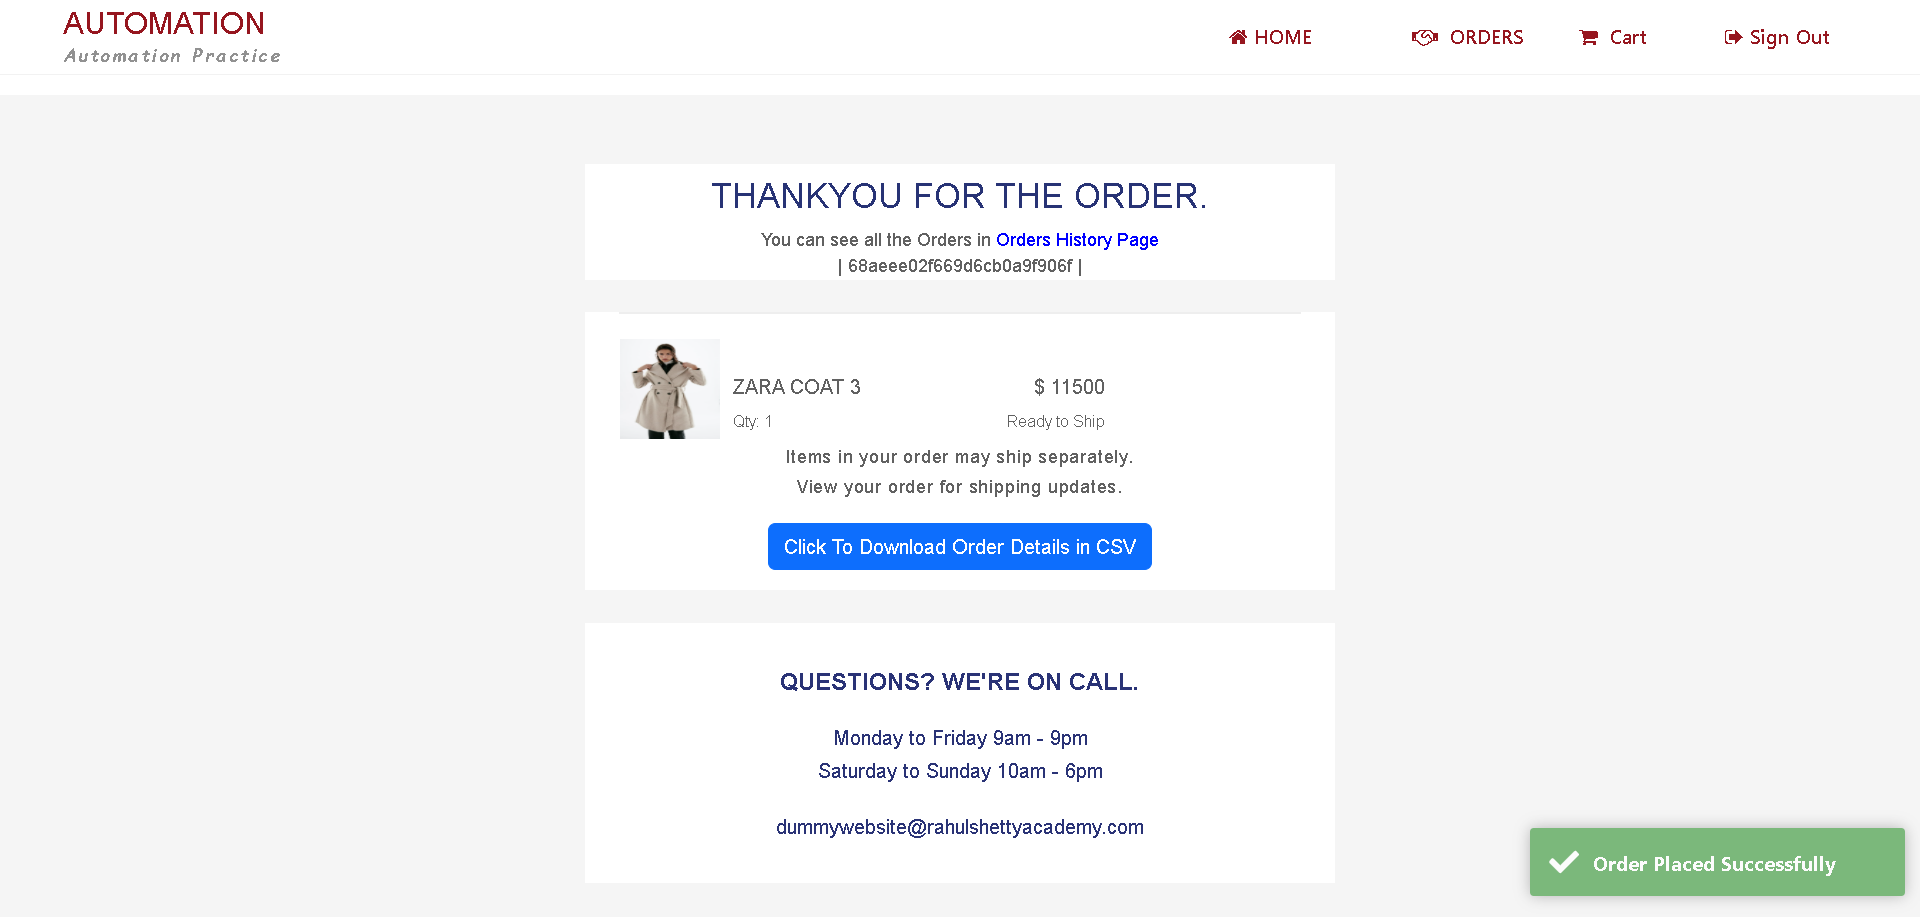 AUTOMATION
Automation Practice
HOME
ORDERS
Cart
Sign Out
THANKYOU FOR THE ORDER.
You can see all the Orders in Orders History Page
| 68aeee02f669d6cb0a9f906f |
ZARA COAT 3
$ 11500
Qty: 1
Ready to Ship
Items in your order may ship separately.
View your order for shipping updates.
Click To Download Order Details in CSV
QUESTIONS? WE'RE ON CALL.
Monday to Friday 9am - 9pm
Saturday to Sunday 10am - 6pm
dummywebsite@rahulshettyacademy.com
Order Placed Successfully